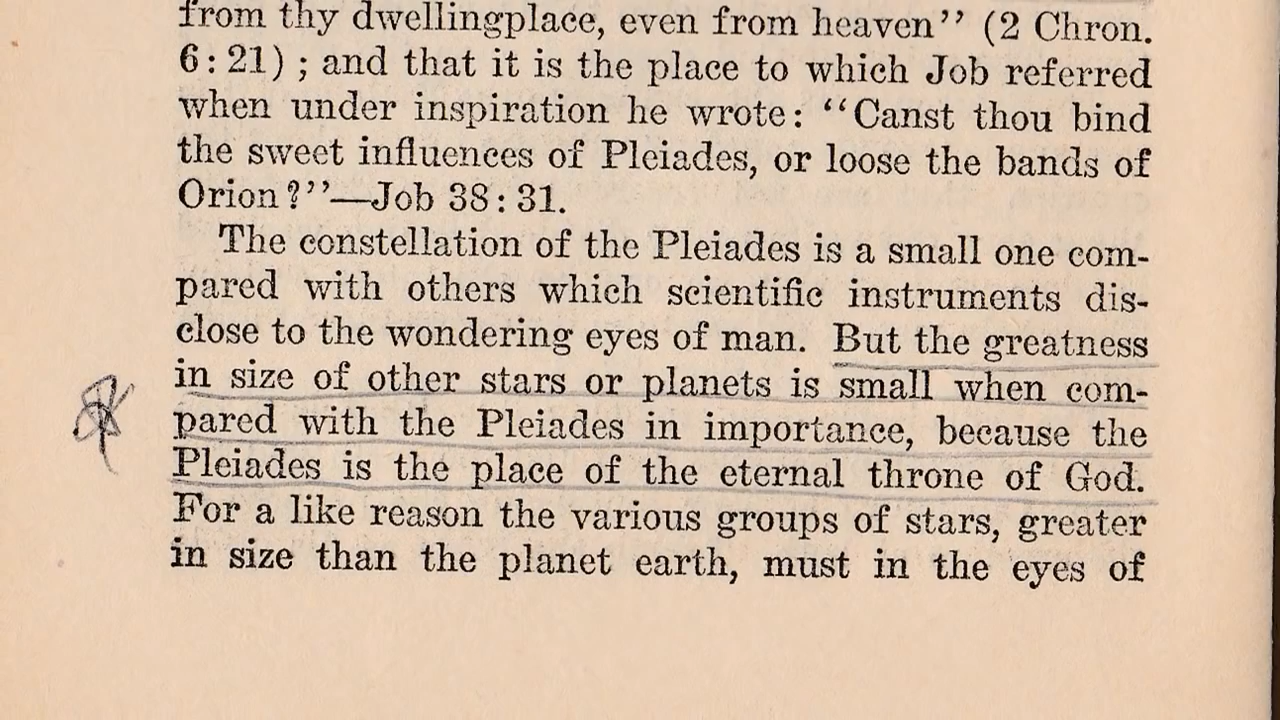 from thy dwellingplace, even from heaven’’ (2 Chron.
6:21); and that it is the place to which Job referred
when under inspiration he wrote: ‘‘Canst thou bind
the sweet influences of Pleiades, or loose the bands of
Orion?’’—Job 38:31.
The constellation of the Pleiades is a small one com-
pared with others which scientific instruments dis-
close to the wondering eyes of man. But the greatness
in size of other stars or planets is small when com-
pared with the Pleiades in importance, because the
Pleiades is the place of the eternal throne of God.
For a like reason the various groups of stars, greater
in size than the planet earth, must in the eyes of